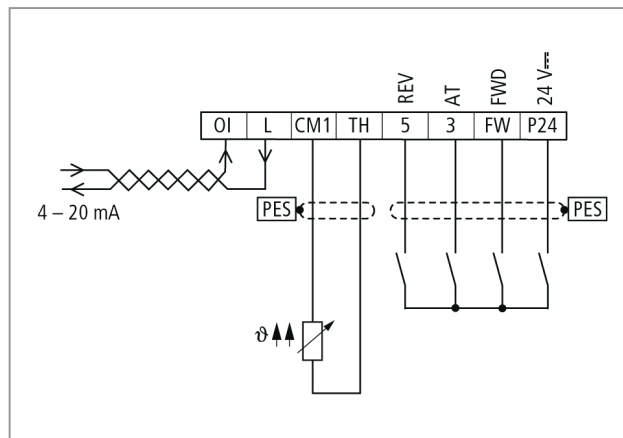 REV AT FWD 24 V⎓
OI L CM1 TH 5 3 FW P24
4 – 20 mA
PES PES
ϑ